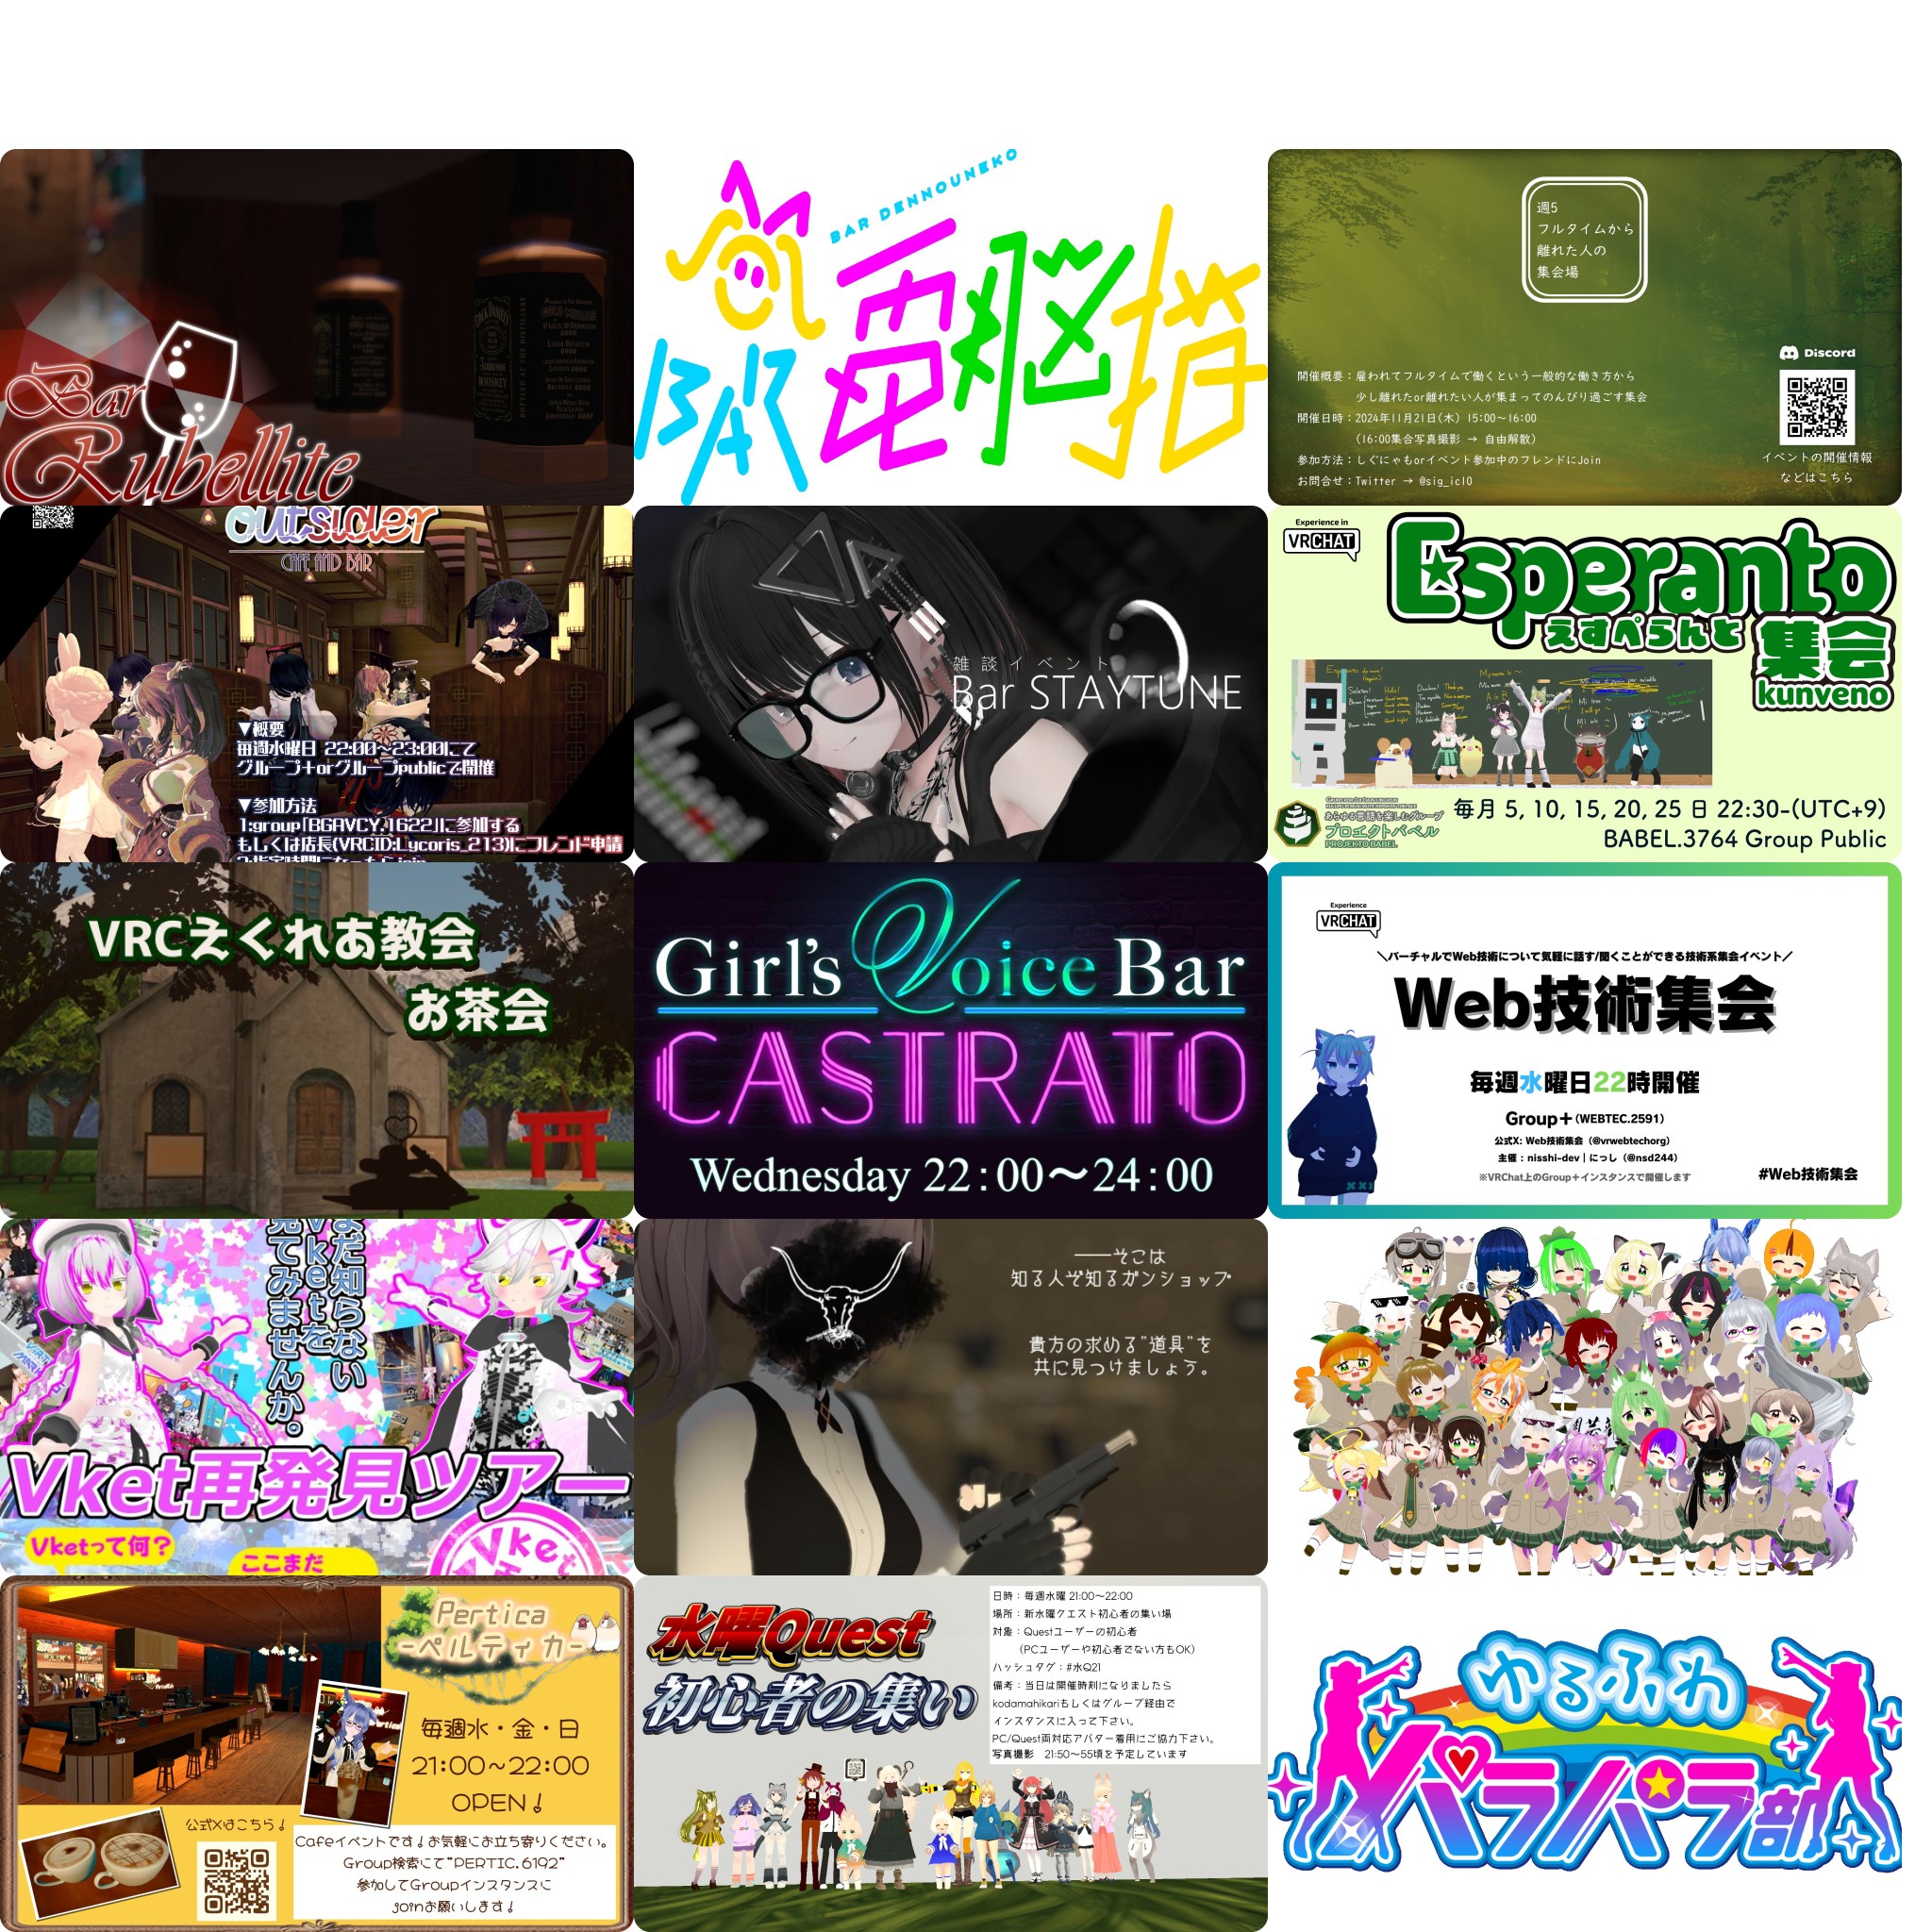 Bar
Rubellite
BAR DENNOUNEKO
BAR 電脳猫
週5
フルタイムから
離れた人の
集会場
Discord
開催概要：雇われてフルタイムで働くという一般的な働き方から
少し離れたor離れたい人が集まってのんびり過ごす集会
開催日時：2024年11月21日(木) 15:00〜16:00
(16:00集合写真撮影 → 自由解散)
参加方法：しぐにゃもorイベント参加中のフレンドにJoin
お問合せ：Twitter → @sig_ic10
イベントの開催情報
などはこちら
outsider
CAFE AND BAR
▼概要
毎週水曜日 22:00〜23:00にて
グループ+orグループpublicで開催
▼参加方法
1:group「BGAVCY.1622」に参加する
もしくは店長(VRCID:Lycoris_213)にフレンド申請
雑談イベント
Bar STAYTUNE
Experience in
VRCHAT
Esperanto
えすぺらんと 集会
kunveno
あらゆる言語を楽しむグループ
プロエクトバベル
PROJEKTO BABEL
毎月 5, 10, 15, 20, 25 日 22:30-(UTC+9)
BABEL.3764 Group Public
VRCえくれあ教会
お茶会
Girl's Voice Bar
CASTRATO
Wednesday 22：00〜24：00
Experience
VRCHAT
＼バーチャルでWeb技術について気軽に話す/聞くことができる技術系集会イベント／
Web技術集会
毎週水曜日22時開催
Group+(WEBTEC.2591)
公式X: Web技術集会（@vrwebtechorg）
主催：nisshi-dev｜にっし（@nsd244）
※VRChat上のGroup+インスタンスで開催します
#Web技術集会
まだ知らない
Vketを
見てみませんか。
Vket再発見ツアー
Vketって何？
ここまだ
Vket
――そこは
知る人ぞ知るガンショップ
貴方の求める"道具"を
共に見つけましょう。
Pertica
-ペルティカ-
毎週水・金・日
21:00〜22:00
OPEN！
公式Xはこちら！
Cafeイベントです！お気軽にお立ち寄りください。
Group検索にて"PERTIC.6192"
参加してGroupインスタンスに
joinお願いします！
水曜Quest
初心者の集い
日時：毎週水曜 21:00〜22:00
場所：新水曜クエスト初心者の集い場
対象：Questユーザーの初心者
(PCユーザーや初心者でない方もOK)
ハッシュタグ：#水Q21
備考：当日は開催時刻になりましたら
kodamahikariもしくはグループ経由で
インスタンスに入って下さい。
PC/Quest両対応アバター着用にご協力下さい。
写真撮影　21:50〜55頃を予定しています
ゆるふわ
パラパラ部